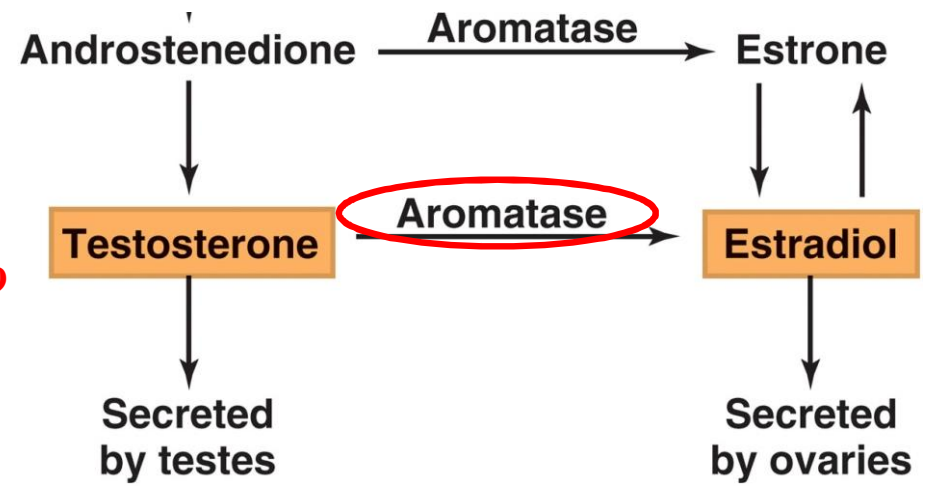 Androstenedione
Aromatase
Estrone
Testosterone
Aromatase
Estradiol
Secreted
by testes
Secreted
by ovaries